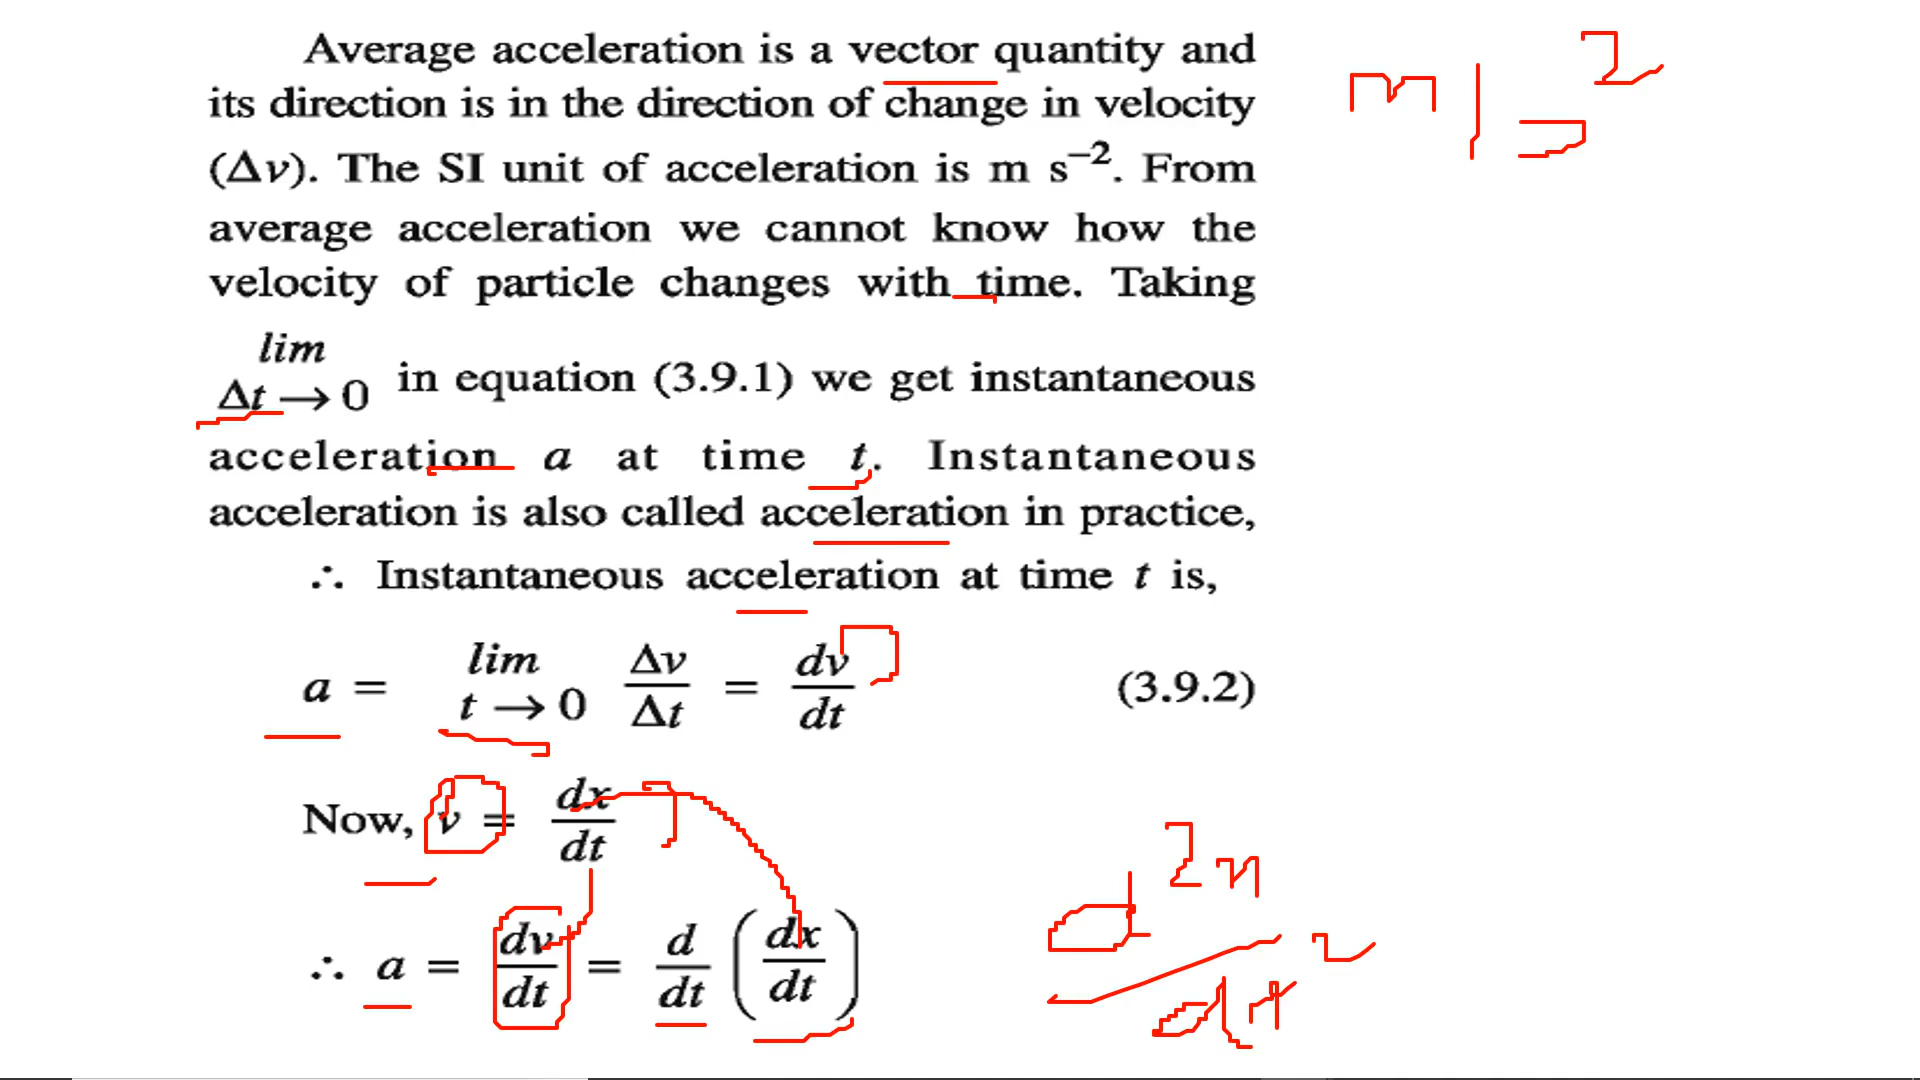 Average acceleration is a vector quantity and
its direction is in the direction of change in velocity
(Δv). The SI unit of acceleration is m s⁻². From
average acceleration we cannot know how the
velocity of particle changes with time. Taking
lim
Δt → 0 in equation (3.9.1) we get instantaneous
acceleration a at time t. Instantaneous
acceleration is also called acceleration in practice,
∴ Instantaneous acceleration at time t is,
a = lim t → 0 Δv/Δt = dv/dt (3.9.2)
Now, v = dx/dt
∴ a = dv/dt = d/dt (dx/dt)
m/s²